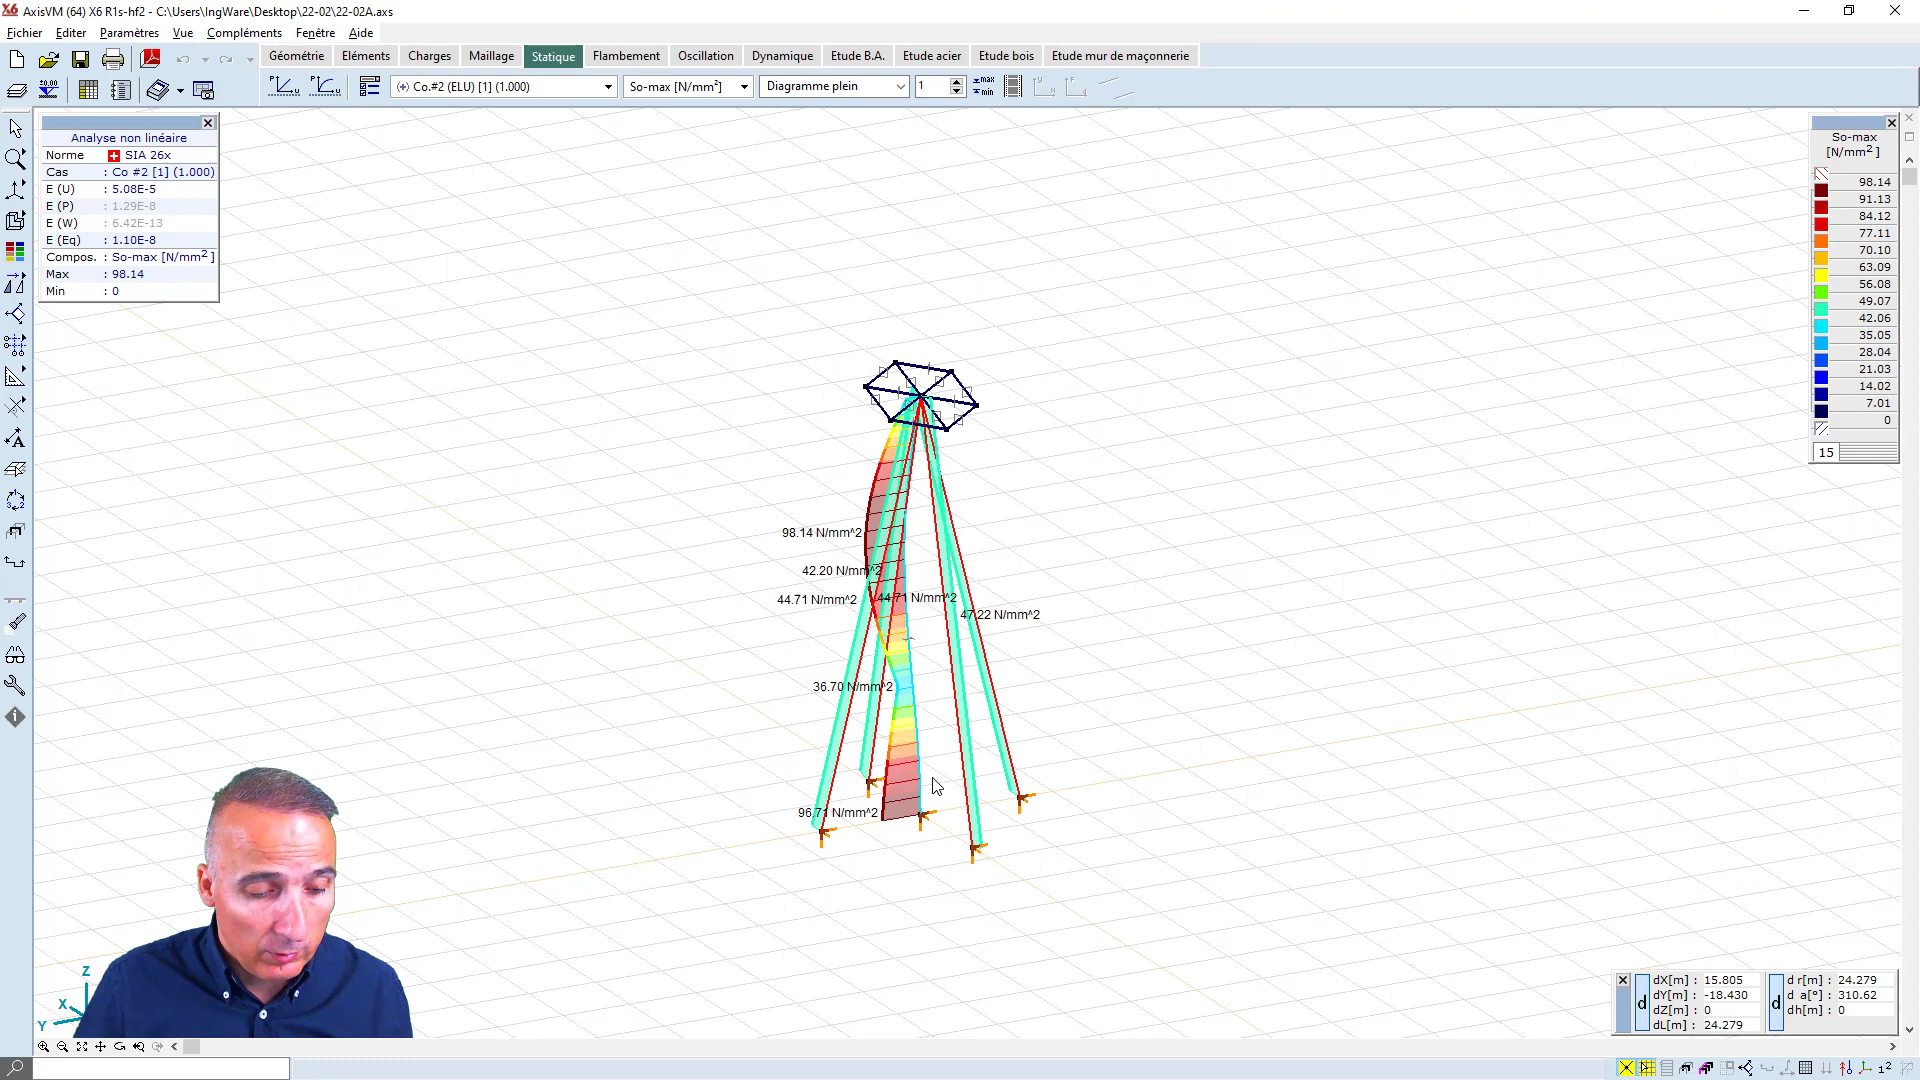 AxisVM (64) X6 R1s-hf2 - C:\Users\IngWare\Desktop\22-02\22-02A.axs
Fichier Editer Paramètres Vue Compléments Fenêtre Aide
Géométrie Eléments Charges Maillage Statique Flambement Oscillation Dynamique Etude B.A. Etude acier Etude bois Etude mur de maçonnerie
Co.#2 (ELU) [1] (1.000) So-max [N/mm²] Diagramme plein 1
Analyse non linéaire
Norme SIA 26x
Cas : Co #2 [1] (1.000)
E (U) : 5.08E-5
E (P) : 1.29E-8
E (W) : 6.42E-13
E (Eq) : 1.10E-8
Compos. : So-max [N/mm²]
Max : 98.14
Min : 0
So-max
[N/mm²]
98.14
91.13
84.12
77.11
70.10
63.09
56.08
49.07
42.06
35.05
28.04
21.03
14.02
7.01
0
15
98.14 N/mm^2
42.20 N/mm^2
44.71 N/mm^2
44.71 N/mm^2
47.22 N/mm^2
36.70 N/mm^2
96.71 N/mm^2
Z
X
Y
dX[m] : 15.805
dY[m] : -18.430
dZ[m] : 0
dL[m] : 24.279
d r[m] : 24.279
d a[°] : 310.62
dh[m] : 0